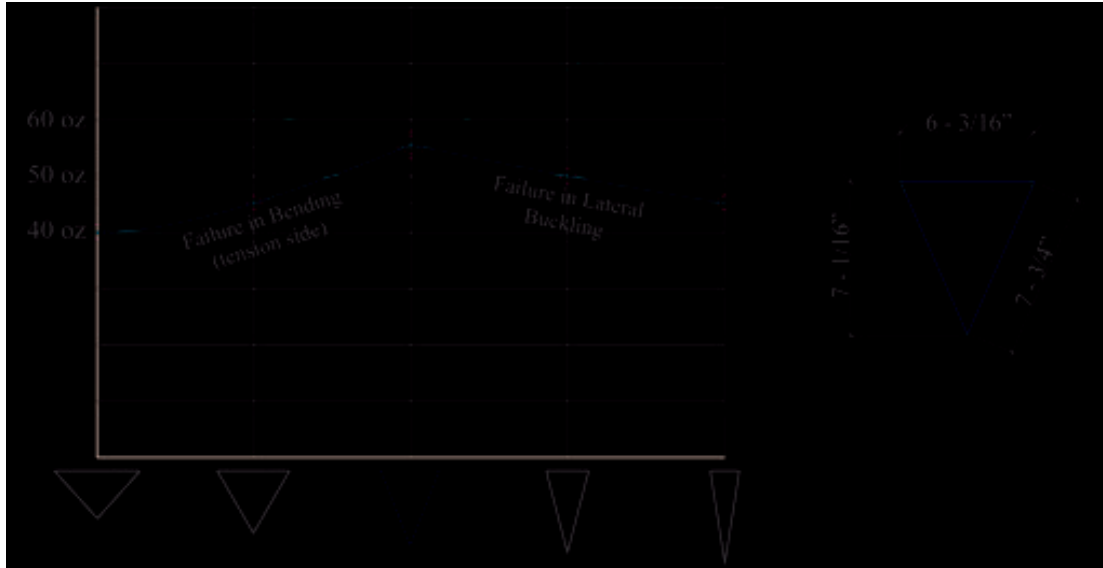 60 oz
50 oz
40 oz
Failure in Bending
(tension side)
Failure in Lateral
Buckling
6 - 3/16”
7 - 1/16”
7 - 3/4”